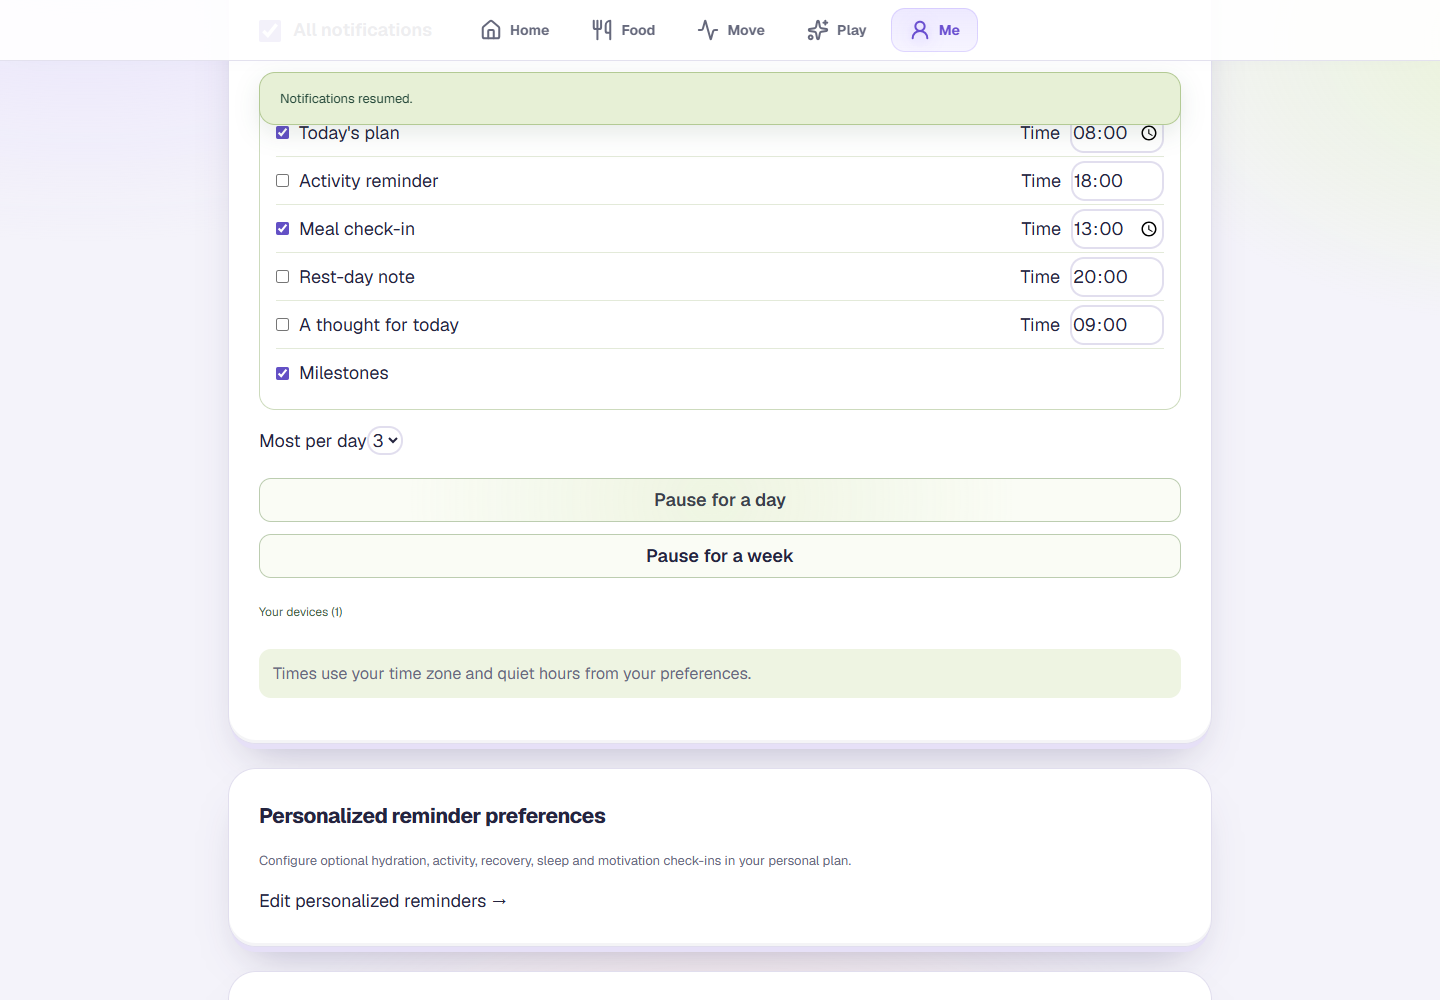 All notifications
Home
Food
Move
Play
Me
Notifications resumed.
Today's plan Time 08:00
Activity reminder Time 18:00
Meal check-in Time 13:00
Rest-day note Time 20:00
A thought for today Time 09:00
Milestones
Most per day 3
Pause for a day
Pause for a week
Your devices (1)
Times use your time zone and quiet hours from your preferences.
Personalized reminder preferences
Configure optional hydration, activity, recovery, sleep and motivation check-ins in your personal plan.
Edit personalized reminders →